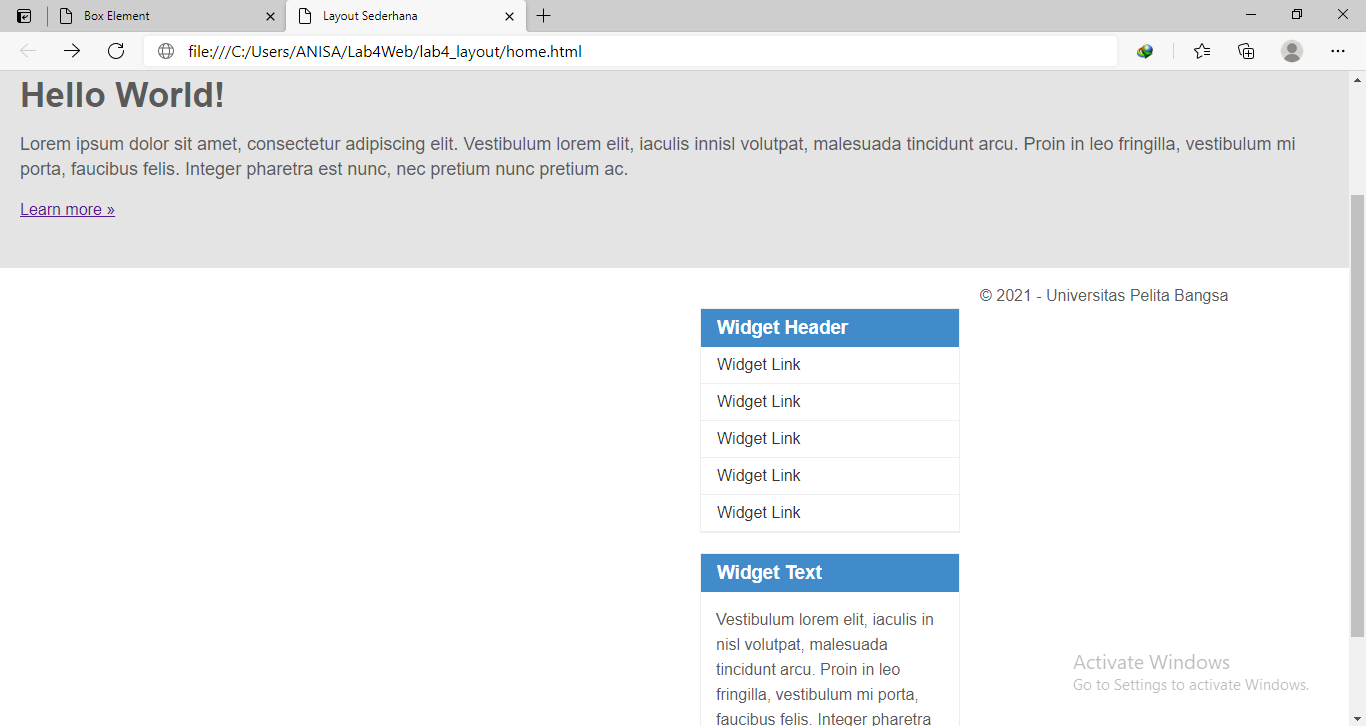 Box Element
Layout Sederhana
file:///C:/Users/ANISA/Lab4Web/lab4_layout/home.html
Hello World!
Lorem ipsum dolor sit amet, consectetur adipiscing elit. Vestibulum lorem elit, iaculis innisl volutpat, malesuada tincidunt arcu. Proin in leo fringilla, vestibulum mi
porta, faucibus felis. Integer pharetra est nunc, nec pretium nunc pretium ac.
Learn more »
© 2021 - Universitas Pelita Bangsa
Widget Header
Widget Link
Widget Link
Widget Link
Widget Link
Widget Link
Widget Text
Vestibulum lorem elit, iaculis in
nisl volutpat, malesuada
tincidunt arcu. Proin in leo
fringilla, vestibulum mi porta,
faucibus felis. Integer pharetra
Activate Windows
Go to Settings to activate Windows.